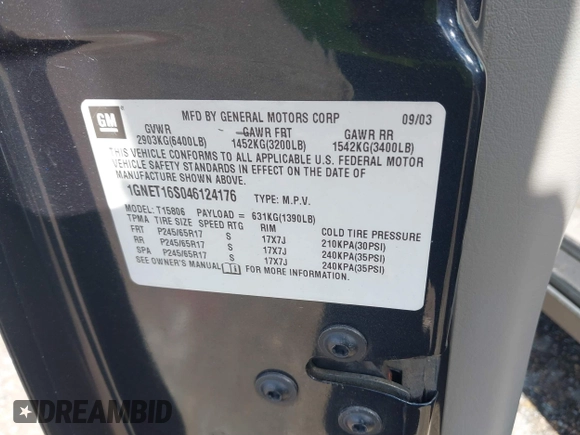 GM
MFD BY GENERAL MOTORS CORP 09/03
GVWR GAWR FRT GAWR RR
2903KG(6400LB) 1452KG(3200LB) 1542KG(3400LB)
THIS VEHICLE CONFORMS TO ALL APPLICABLE U.S. FEDERAL MOTOR
VEHICLE SAFETY STANDARDS IN EFFECT ON THE DATE OF
MANUFACTURE SHOWN ABOVE.
1GNET16S046124176 TYPE: M.P.V.
MODEL: T15806 PAYLOAD = 631KG(1390LB)
TPMA TIRE SIZE SPEED RTG RIM COLD TIRE PRESSURE
FRT P245/65R17 S 17X7J 210KPA(30PSI)
RR P245/65R17 S 17X7J 240KPA(35PSI)
SPA P245/65R17 S 17X7J 240KPA(35PSI)
SEE OWNER'S MANUAL FOR MORE INFORMATION.
DREAMBID